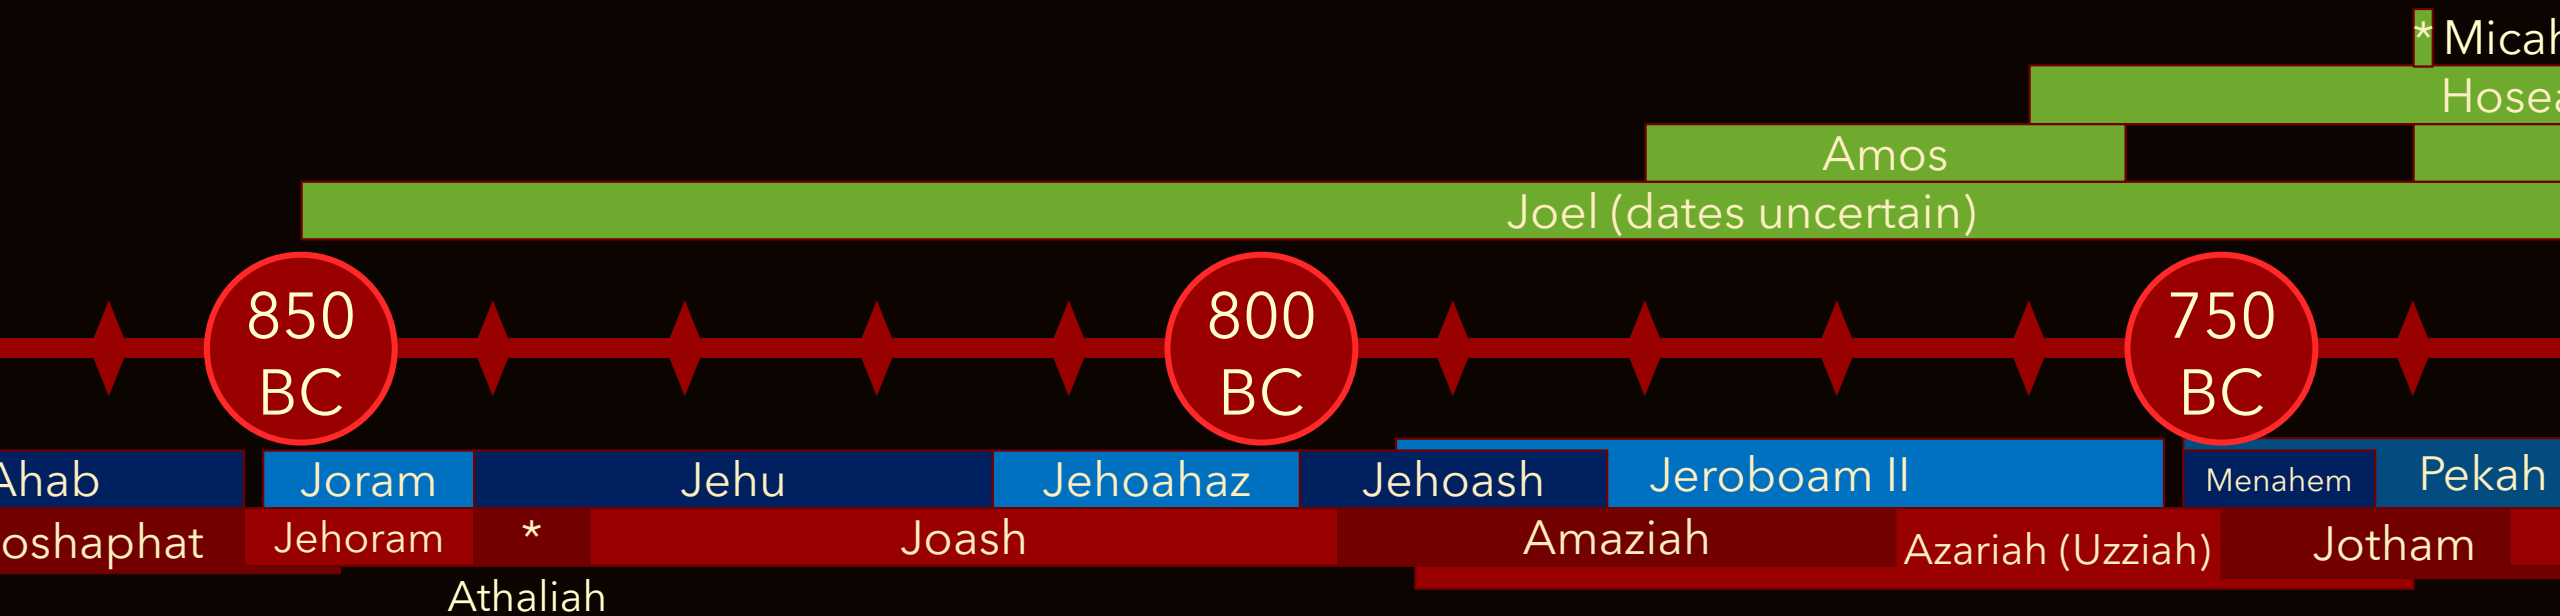 * Micah
Hosea
Amos
Joel (dates uncertain)
850
BC
800
BC
750
BC
Ahab
Joram
Jehu
Jehoahaz
Jehoash
Jeroboam II
Menahem
Pekah
oshaphat
Jehoram
*
Joash
Amaziah
Azariah (Uzziah)
Jotham
Athaliah